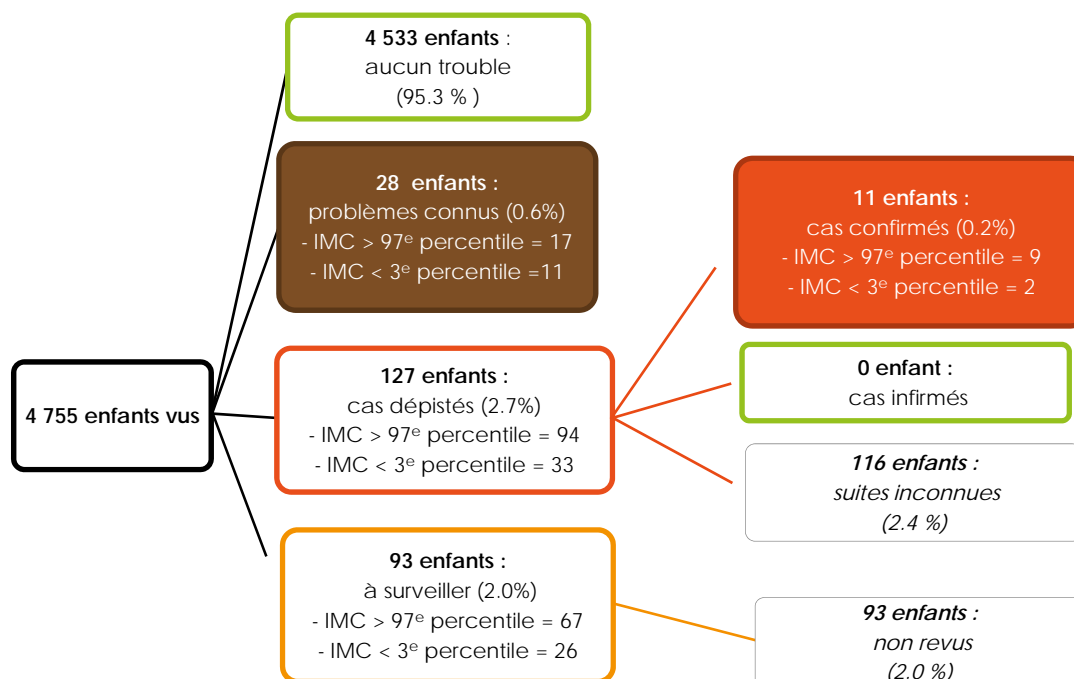 4 533 enfants :
aucun trouble
(95.3 % )
28 enfants :
problèmes connus (0.6%)
- IMC > 97e percentile = 17
- IMC < 3e percentile =11
11 enfants :
cas confirmés (0.2%)
- IMC > 97e percentile = 9
- IMC < 3e percentile = 2
4 755 enfants vus
127 enfants :
cas dépistés (2.7%)
- IMC > 97e percentile = 94
- IMC < 3e percentile = 33
0 enfant :
cas infirmés
116 enfants :
suites inconnues
(2.4 %)
93 enfants :
à surveiller (2.0%)
- IMC > 97e percentile = 67
- IMC < 3e percentile = 26
93 enfants :
non revus
(2.0 %)